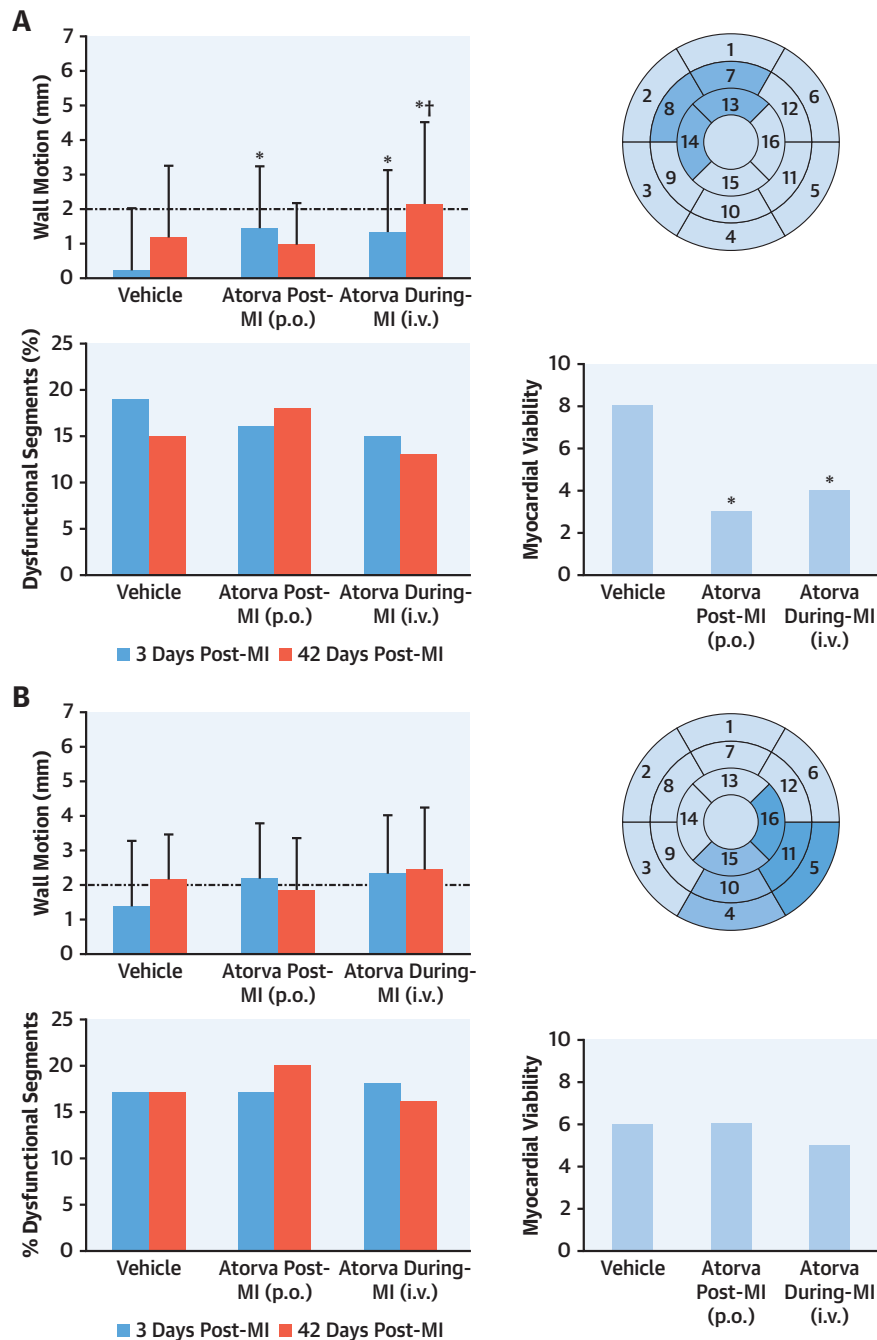 A
Wall Motion (mm)
7
6
5
4
3
2
1
0
*
*
*†
Vehicle
Atorva Post-
MI (p.o.)
Atorva During-
MI (i.v.)
1
2
7
6
8
13
12
14
16
3
9
15
11
5
10
4
Dysfunctional Segments (%)
25
20
15
10
5
0
Vehicle
Atorva Post-
MI (p.o.)
Atorva During-
MI (i.v.)
3 Days Post-MI
42 Days Post-MI
Myocardial Viability
10
8
6
4
2
0
*
*
Vehicle
Atorva
Post-MI
(p.o.)
Atorva
During-MI
(i.v.)
B
Wall Motion (mm)
7
6
5
4
3
2
1
0
Vehicle
Atorva Post-
MI (p.o.)
Atorva During-
MI (i.v.)
1
2
7
6
8
13
12
14
16
3
9
15
11
5
10
4
% Dysfunctional Segments
25
20
15
10
5
0
Vehicle
Atorva Post-
MI (p.o.)
Atorva During-
MI (i.v.)
3 Days Post-MI
42 Days Post-MI
Myocardial Viability
10
8
6
4
2
0
Vehicle
Atorva
Post-MI
(p.o.)
Atorva
During-MI
(i.v.)